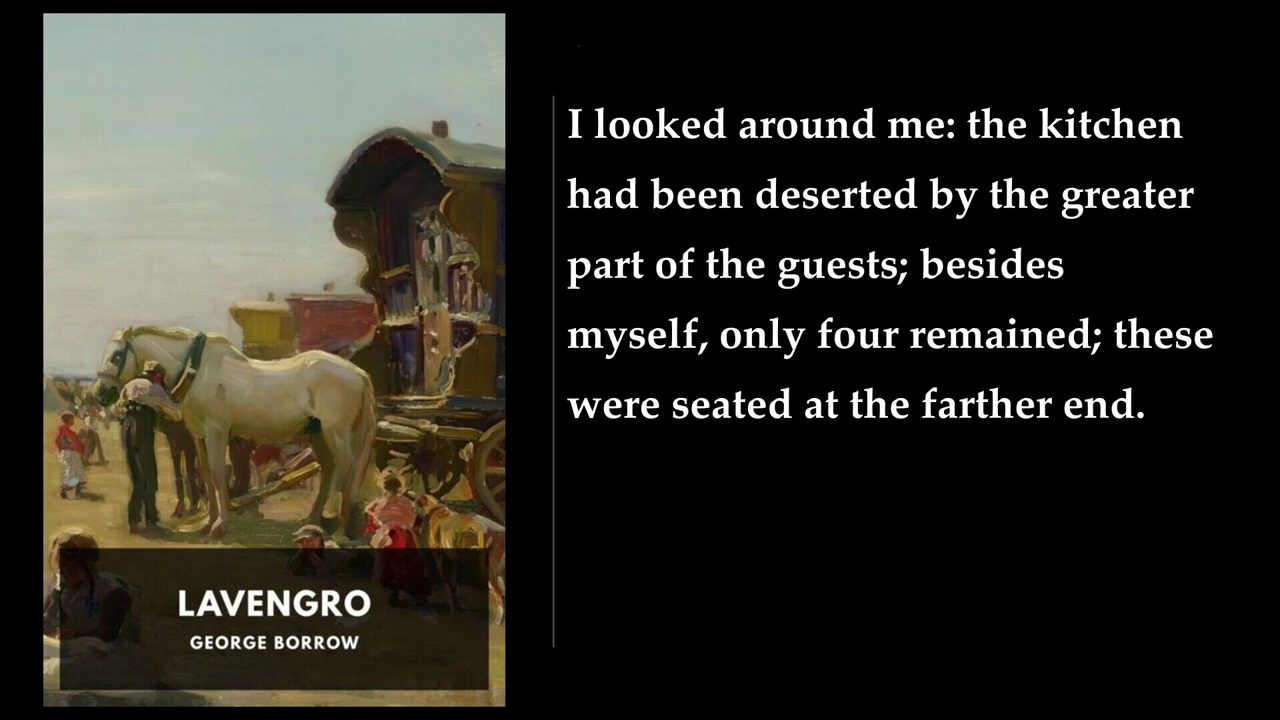 I looked around me: the kitchen
had been deserted by the greater
part of the guests; besides
myself, only four remained; these
were seated at the farther end.
LAVENGRO
GEORGE BORROW